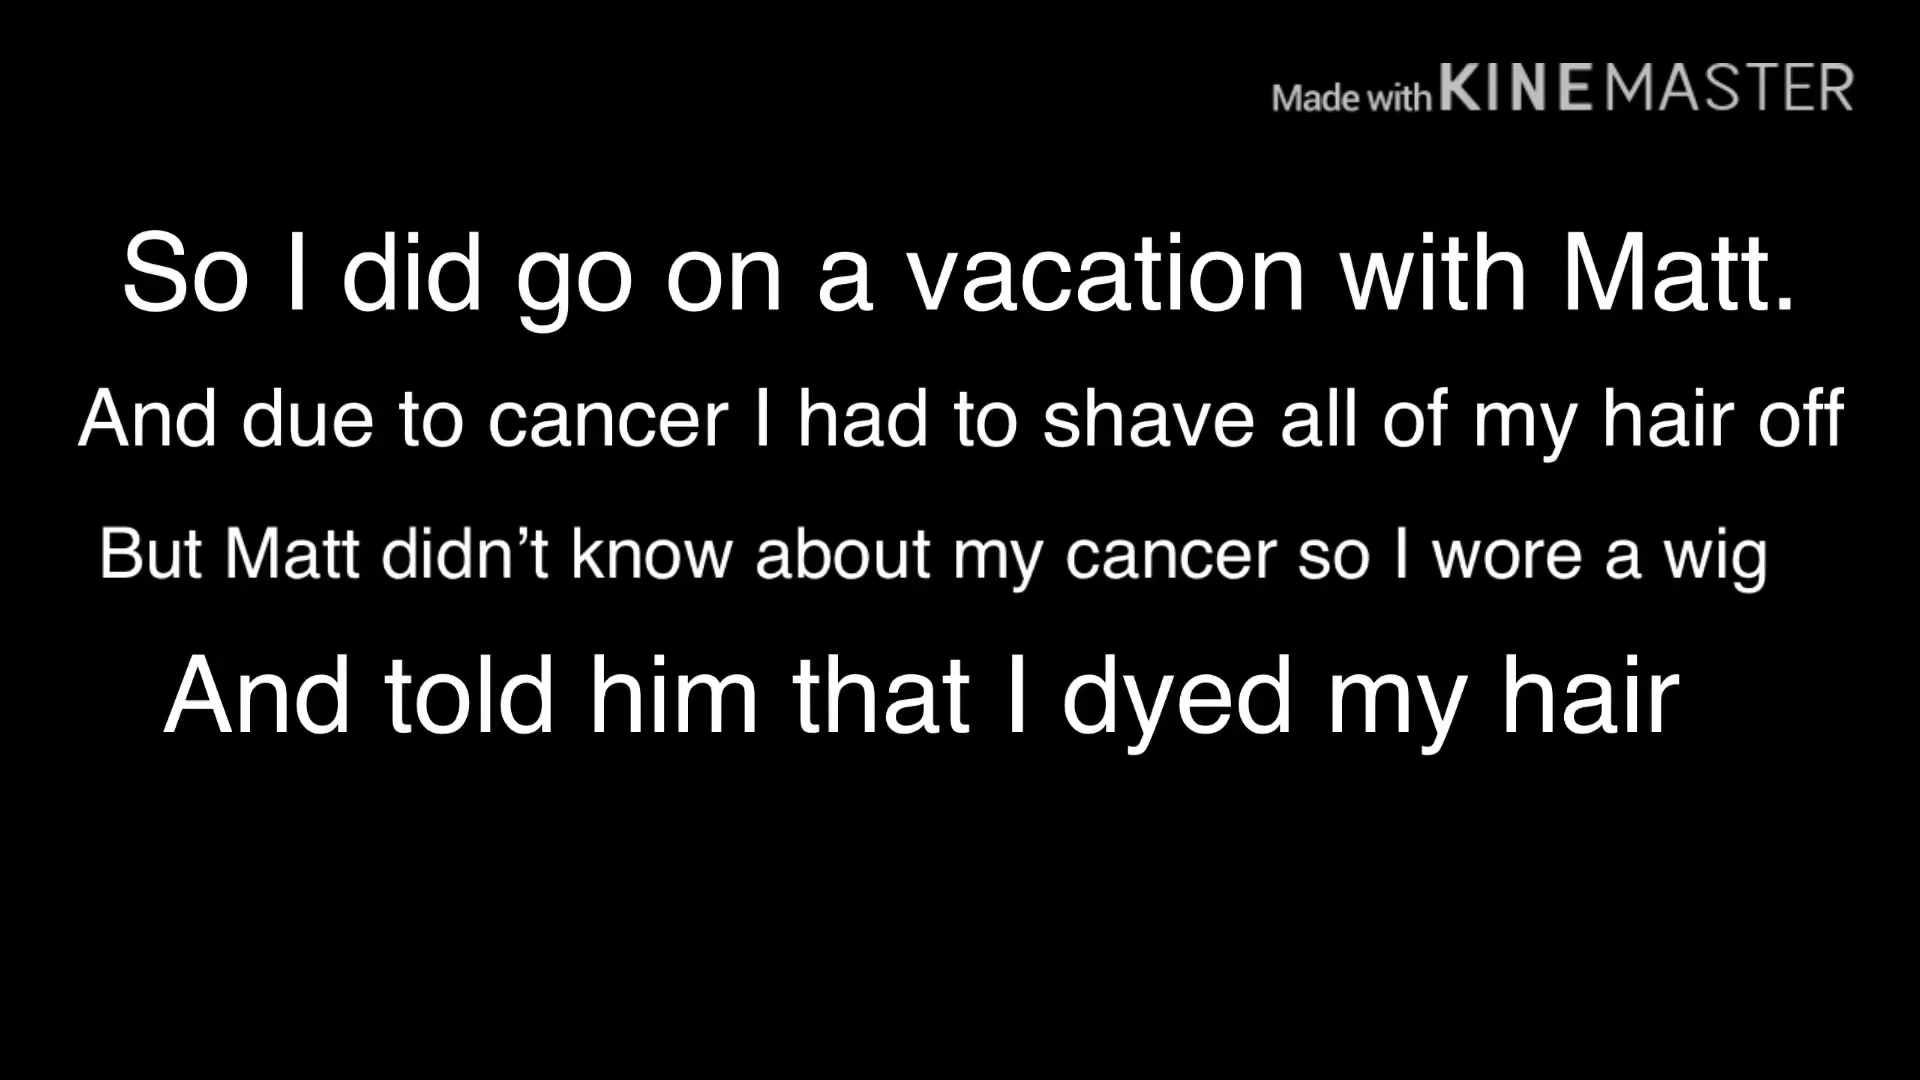 Made with KINEMASTER
So I did go on a vacation with Matt.
And due to cancer I had to shave all of my hair off
But Matt didn’t know about my cancer so I wore a wig
And told him that I dyed my hair